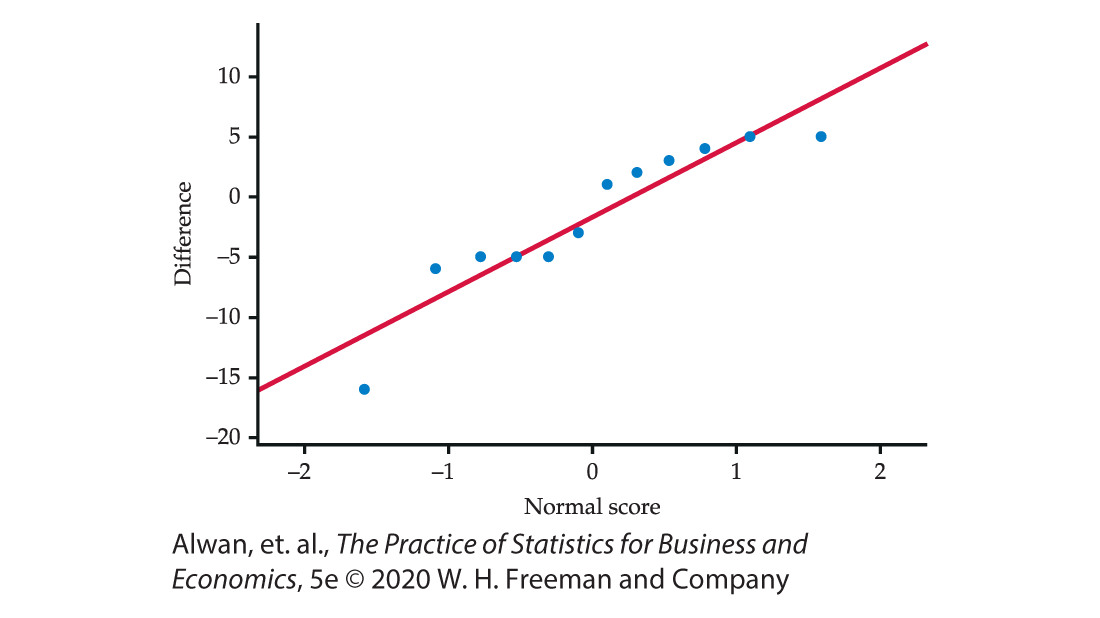 10
5
0
–5
–10
–15
–20
Difference
–2 –1 0 1 2
Normal score
Alwan, et. al., The Practice of Statistics for Business and
Economics, 5e © 2020 W. H. Freeman and Company